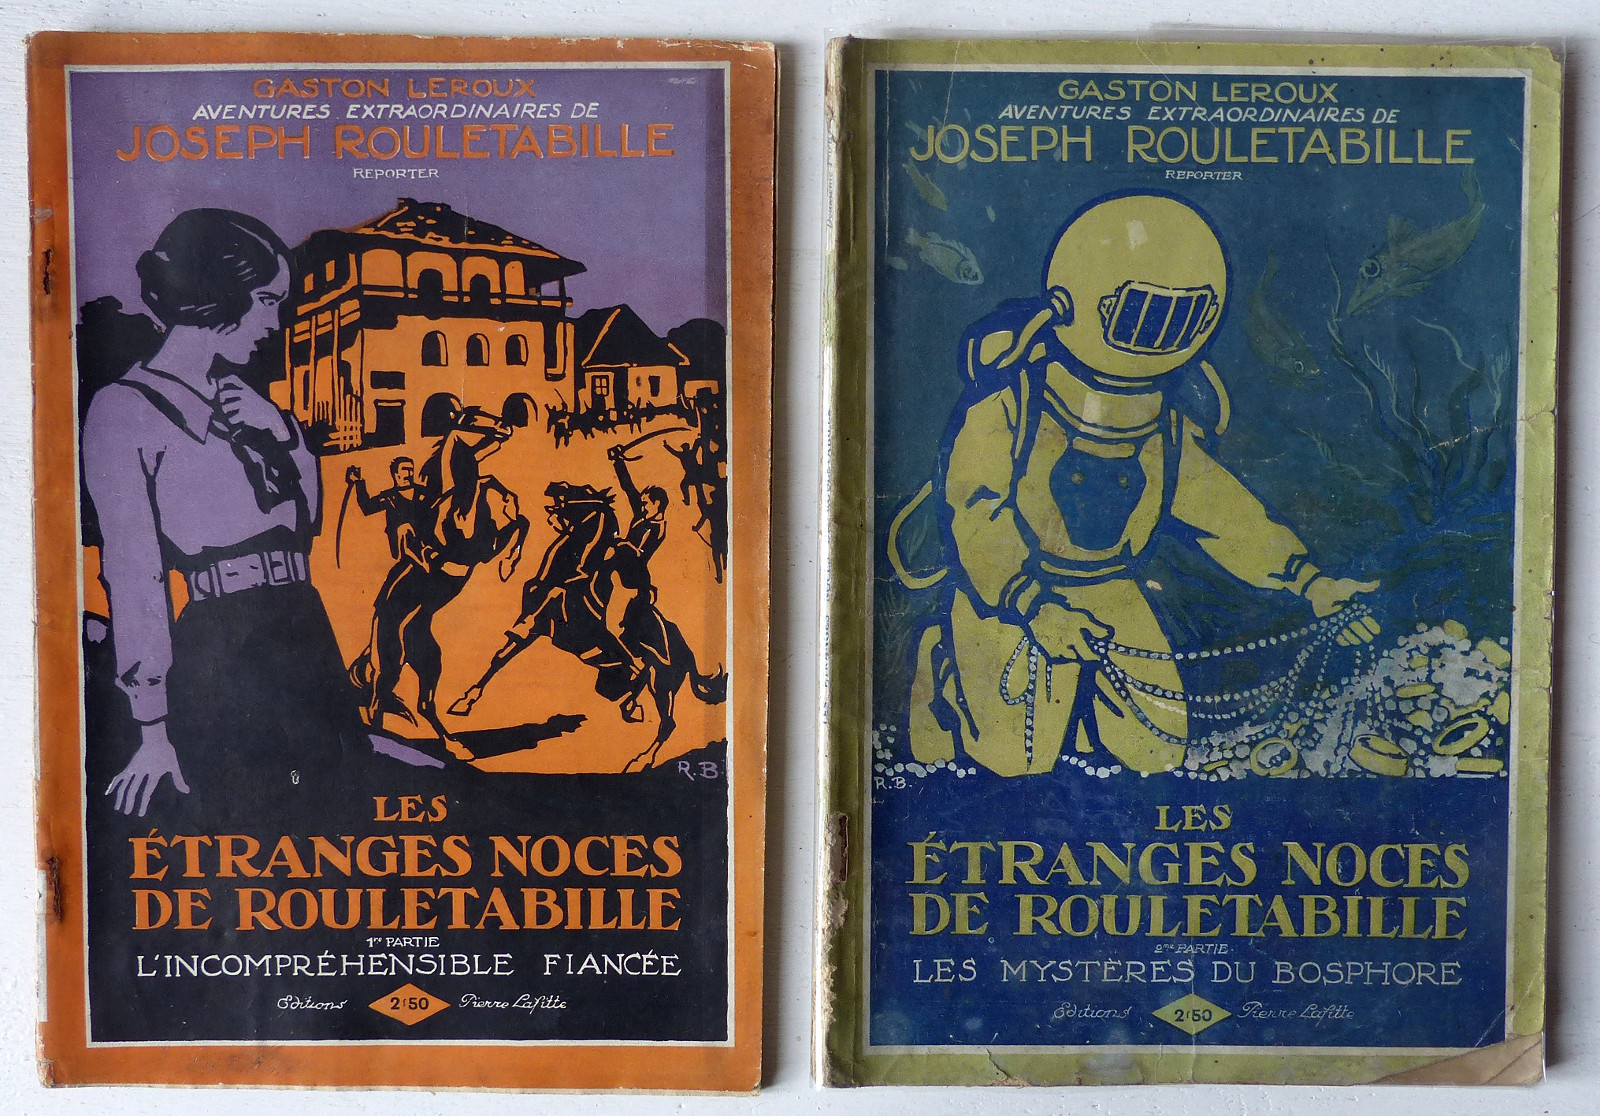 GASTON LEROUX
AVENTURES EXTRAORDINAIRES DE
JOSEPH ROULETABILLE
REPORTER
R.B.
LES
ÉTRANGES NOCES
DE ROULETABILLE
1re PARTIE
L'INCOMPRÉHENSIBLE FIANCÉE
Editions 2f50 Pierre Lafitte
GASTON LEROUX
AVENTURES EXTRAORDINAIRES DE
JOSEPH ROULETABILLE
REPORTER
R.B.
LES
ÉTRANGES NOCES
DE ROULETABILLE
2me PARTIE.
LES MYSTÈRES DU BOSPHORE
Editions 2f50 Pierre Lafitte